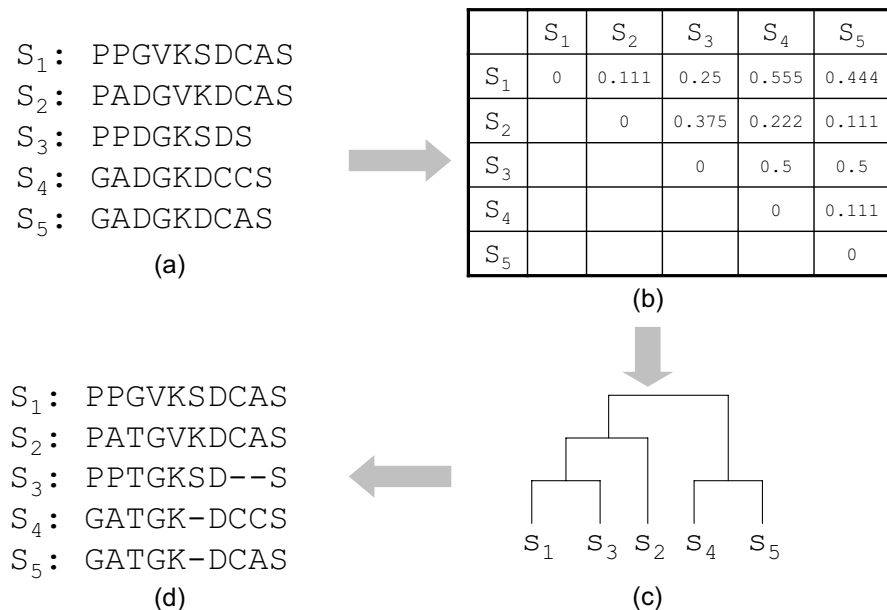 S1: PPGVKSDCAS
S2: PADGVKDCAS
S3: PPDGKSDS
S4: GADGKDCCS
S5: GADGKDCAS
(a)
S1 S2 S3 S4 S5
S1 0 0.111 0.25 0.555 0.444
S2 0 0.375 0.222 0.111
S3 0 0.5 0.5
S4 0 0.111
S5 0
(b)
S1: PPGVKSDCAS
S2: PATGVKDCAS
S3: PPTGKSD--S
S4: GATGK-DCCS
S5: GATGK-DCAS
(d)
S1 S3 S2 S4 S5
(c)